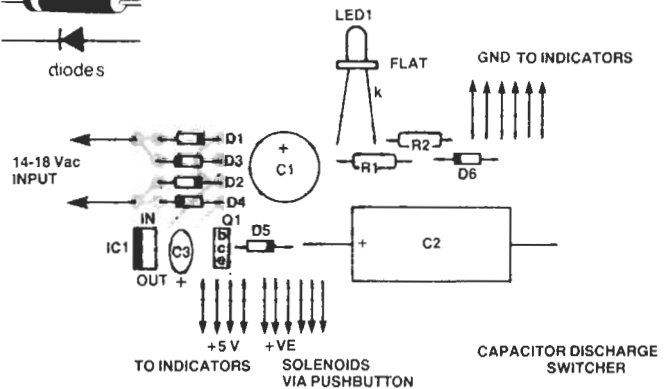 LED1
FLAT
k
GND TO INDICATORS
diodes
14-18 Vac
INPUT
D1
D3
D2
D4
+
C1
R2
R1
D6
IN
IC1
OUT
C3
+
Q1
b
c
e
D5
+
C2
+5 V
TO INDICATORS
+VE
SOLENOIDS
VIA PUSHBUTTON
CAPACITOR DISCHARGE
SWITCHER